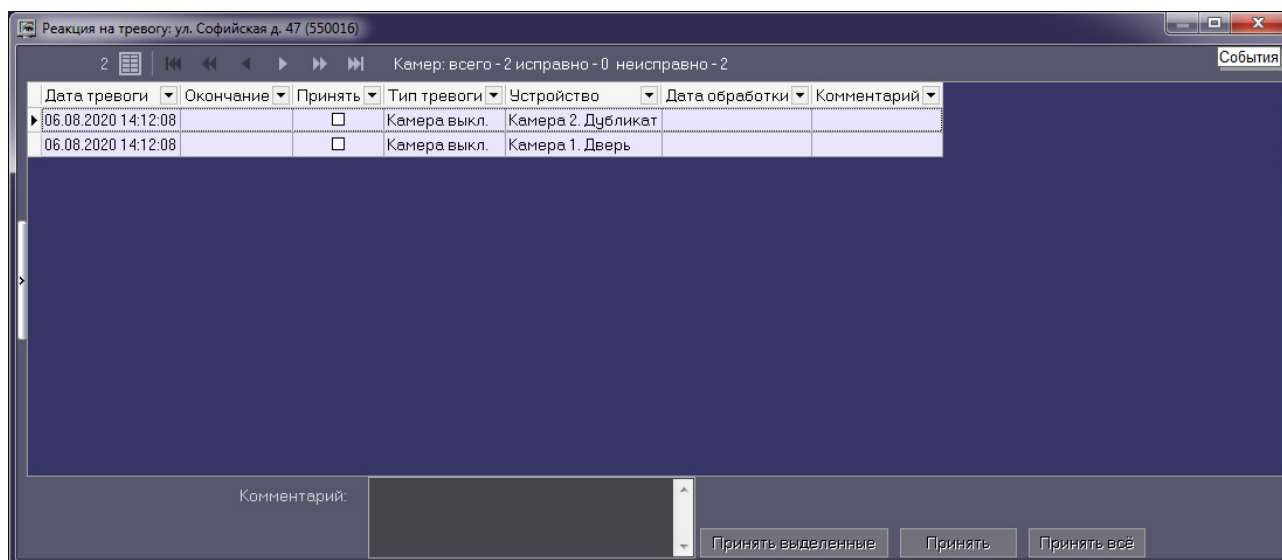 Реакция на тревогу: ул. Софийская д. 47 (550016)
2 Камер: всего - 2 исправно - 0 неисправно - 2
События
Дата тревоги Окончание Принять Тип тревоги Устройство Дата обработки Комментарий
06.08.2020 14:12:08 Камера выкл. Камера 2. Дубликат
06.08.2020 14:12:08 Камера выкл. Камера 1. Дверь
Комментарий:
Принять выделенные Принять Принять всё